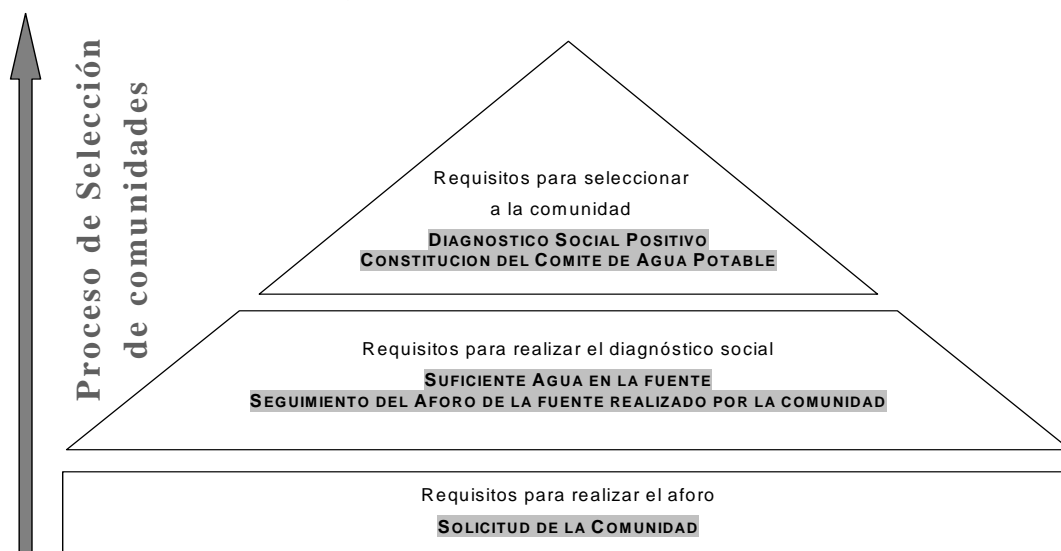 Proceso de Selección
de comunidades
Requisitos para seleccionar
a la comunidad
DIAGNOSTICO SOCIAL POSITIVO
CONSTITUCION DEL COMITE DE AGUA POTABLE
Requisitos para realizar el diagnóstico social
SUFICIENTE AGUA EN LA FUENTE
SEGUIMIENTO DEL AFORO DE LA FUENTE REALIZADO POR LA COMUNIDAD
Requisitos para realizar el aforo
SOLICITUD DE LA COMUNIDAD